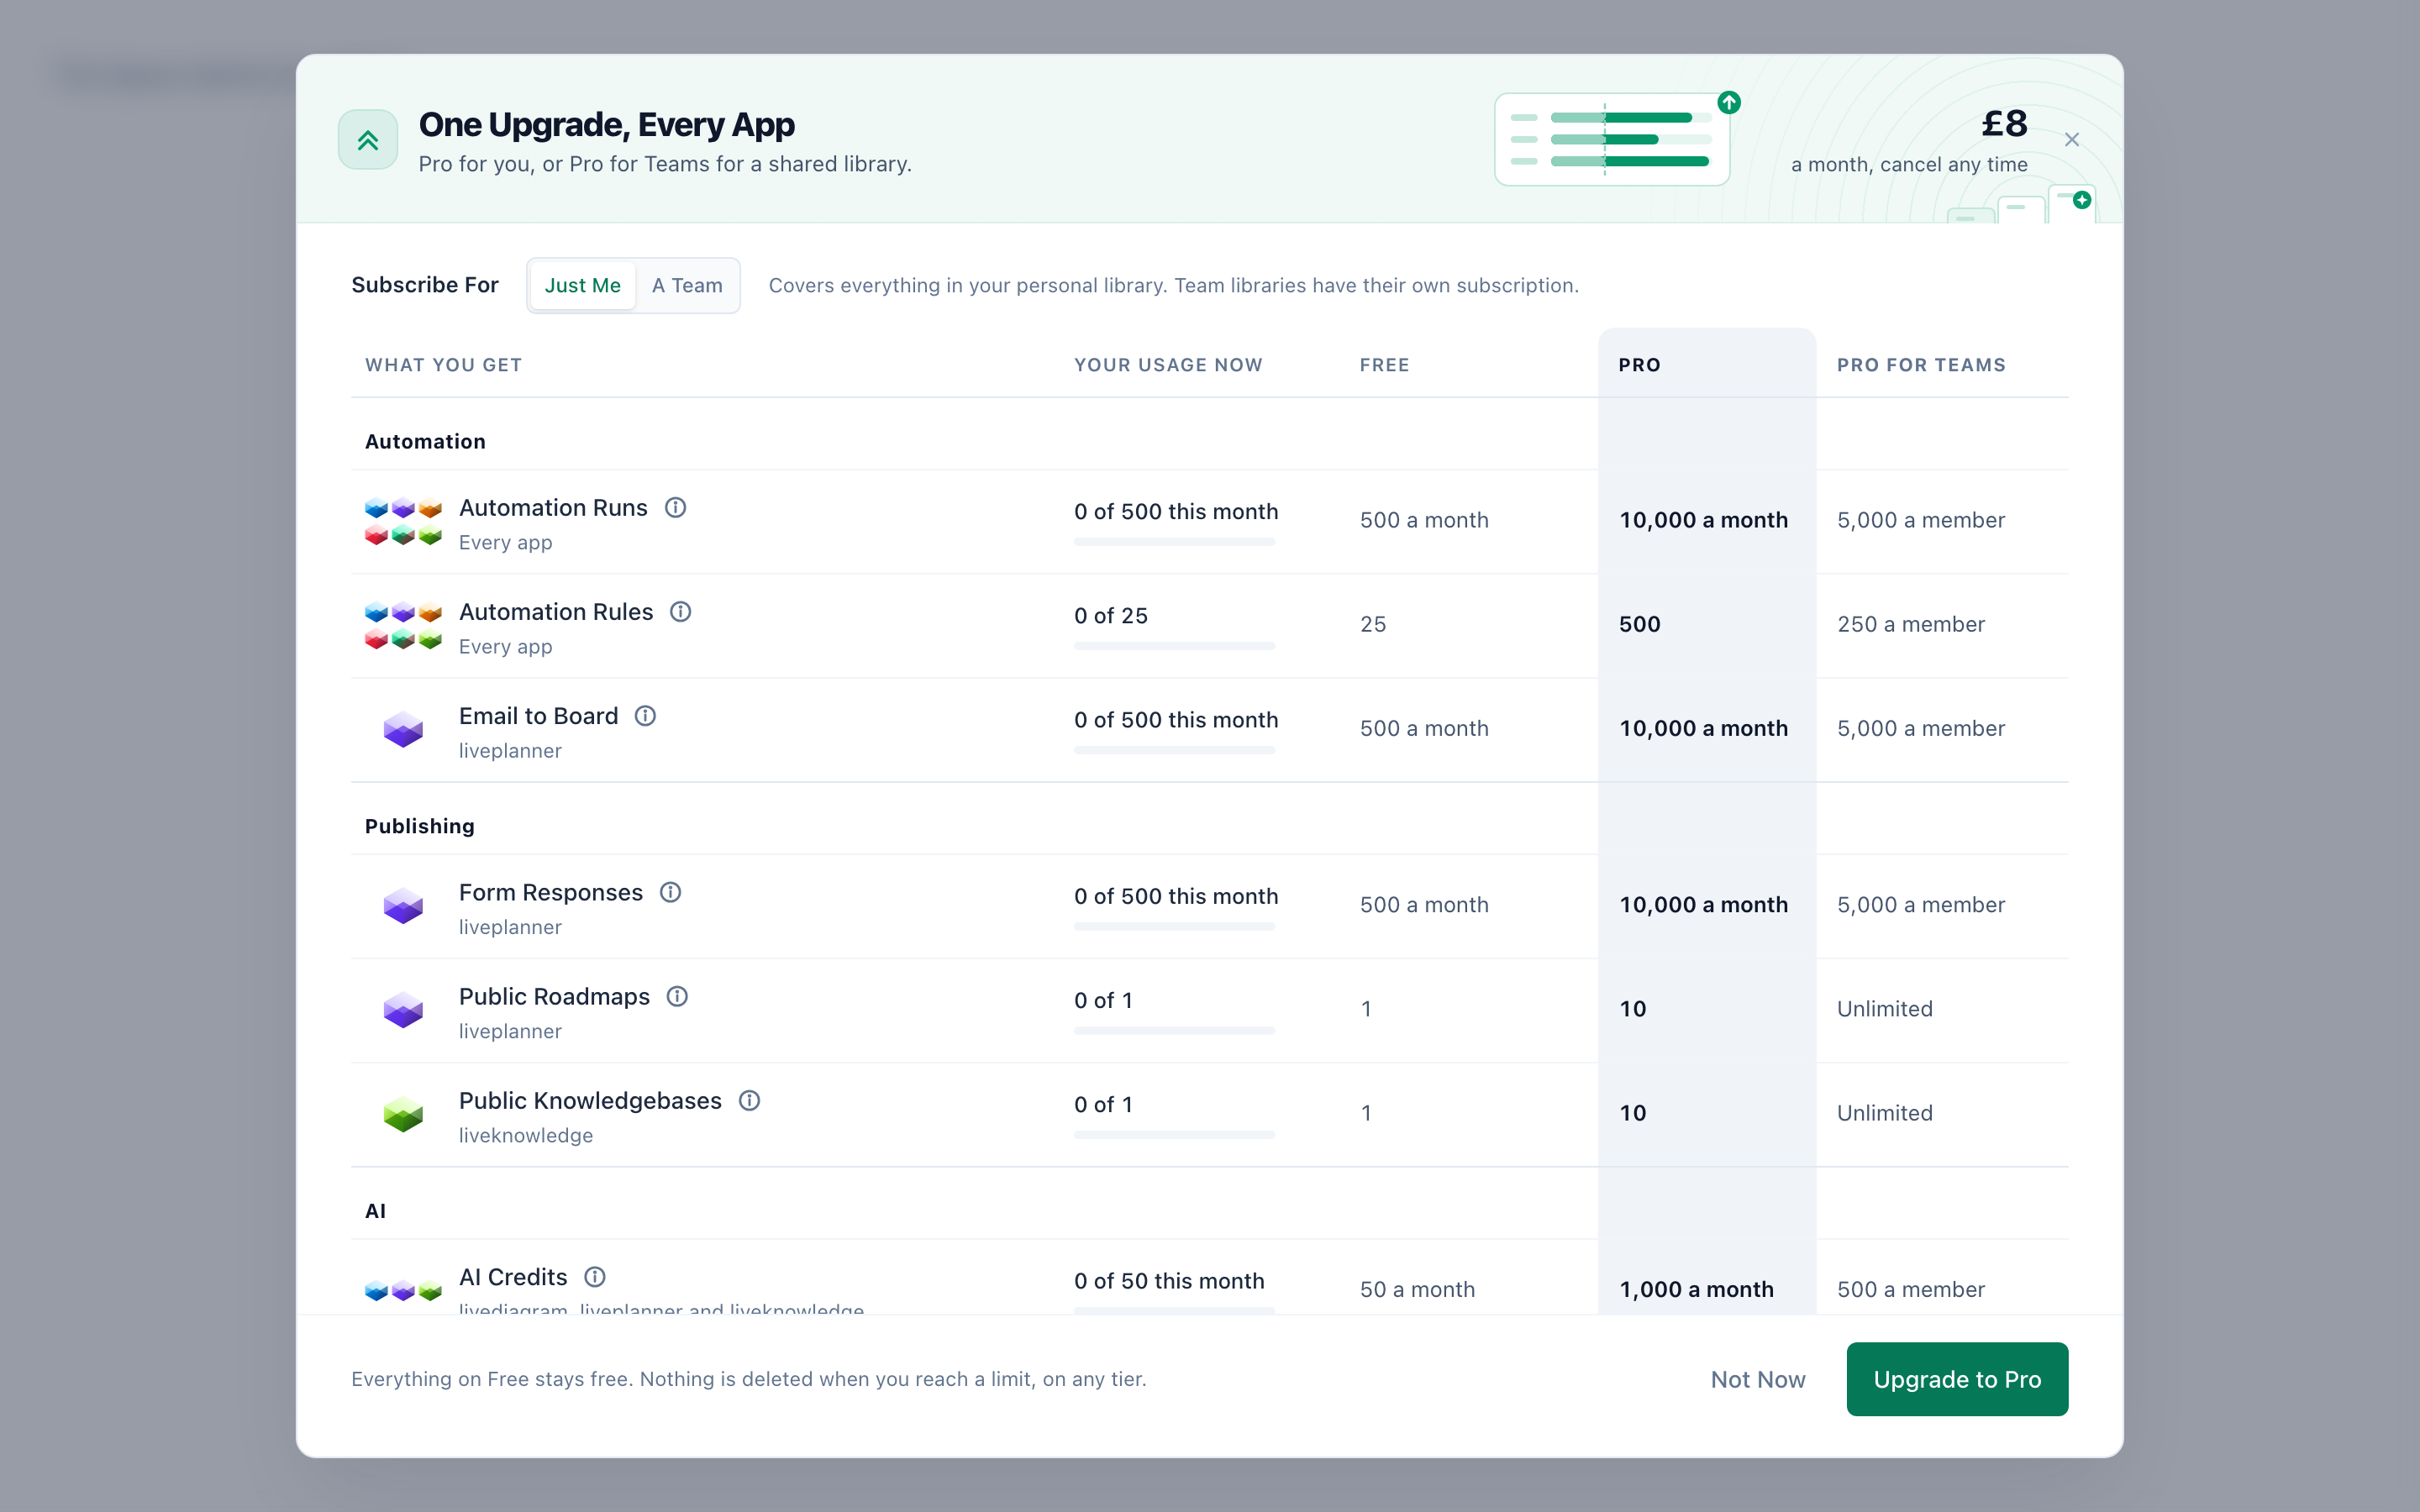 One Upgrade, Every App
Pro for you, or Pro for Teams for a shared library.
£8
a month, cancel any time
Subscribe For
Just Me
A Team
Covers everything in your personal library. Team libraries have their own subscription.
WHAT YOU GET
YOUR USAGE NOW
FREE
PRO
PRO FOR TEAMS
Automation
Automation Runs
Every app
0 of 500 this month
500 a month
10,000 a month
5,000 a member
Automation Rules
Every app
0 of 25
25
500
250 a member
Email to Board
liveplanner
0 of 500 this month
500 a month
10,000 a month
5,000 a member
Publishing
Form Responses
liveplanner
0 of 500 this month
500 a month
10,000 a month
5,000 a member
Public Roadmaps
liveplanner
0 of 1
1
10
Unlimited
Public Knowledgebases
liveknowledge
0 of 1
1
10
Unlimited
AI
AI Credits
livediagram, liveplanner and liveknowledge
0 of 50 this month
50 a month
1,000 a month
500 a member
Everything on Free stays free. Nothing is deleted when you reach a limit, on any tier.
Not Now
Upgrade to Pro